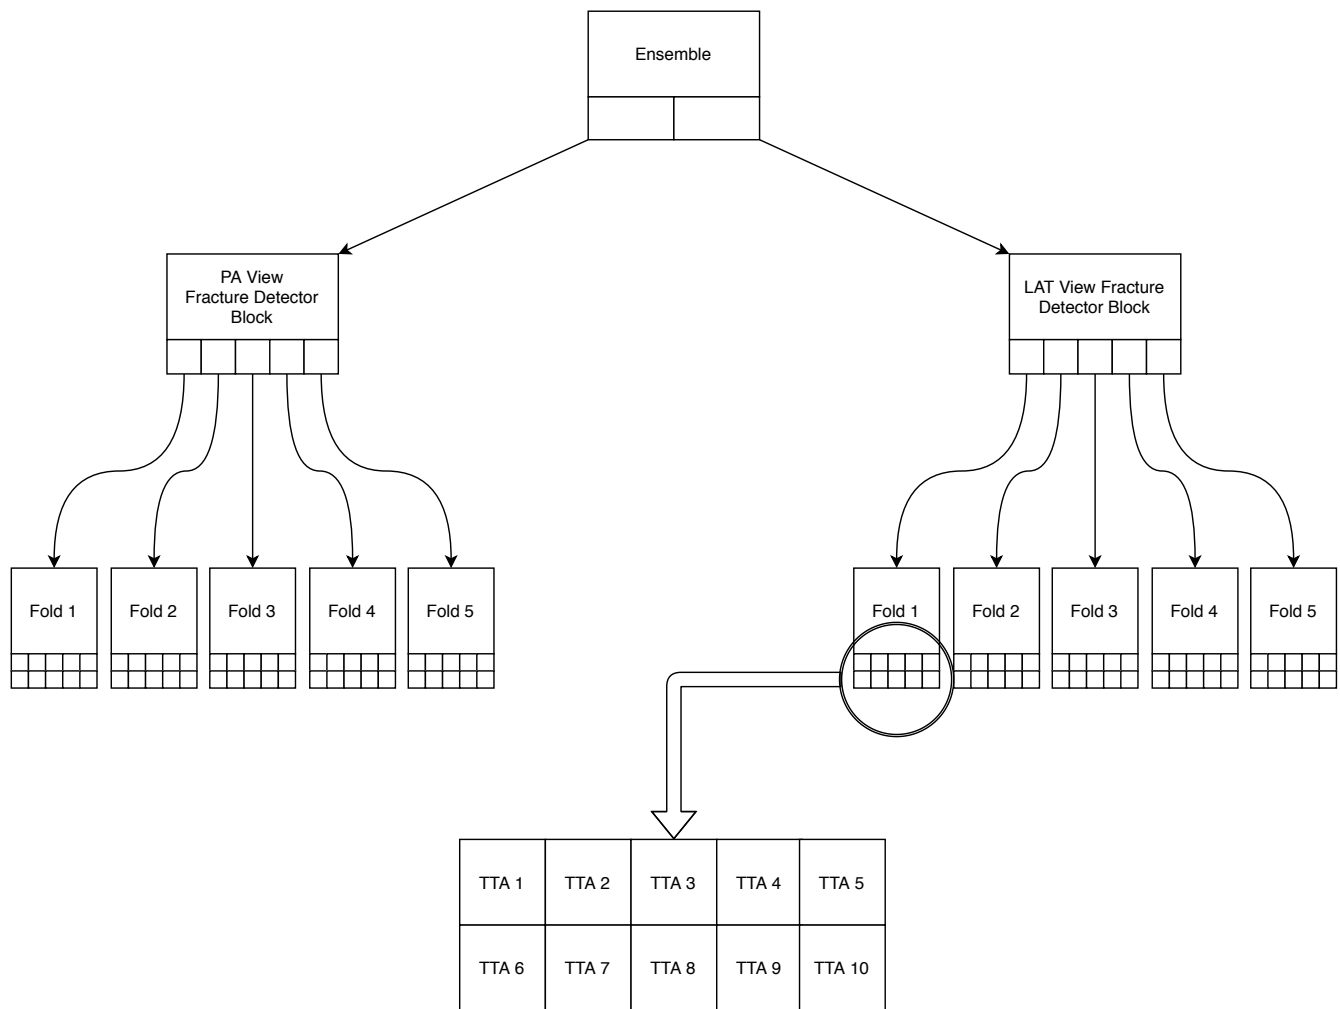 Ensemble
PA View
Fracture Detector
Block
LAT View Fracture
Detector Block
Fold 1
Fold 2
Fold 3
Fold 4
Fold 5
Fold 1
Fold 2
Fold 3
Fold 4
Fold 5
TTA 1
TTA 2
TTA 3
TTA 4
TTA 5
TTA 6
TTA 7
TTA 8
TTA 9
TTA 10